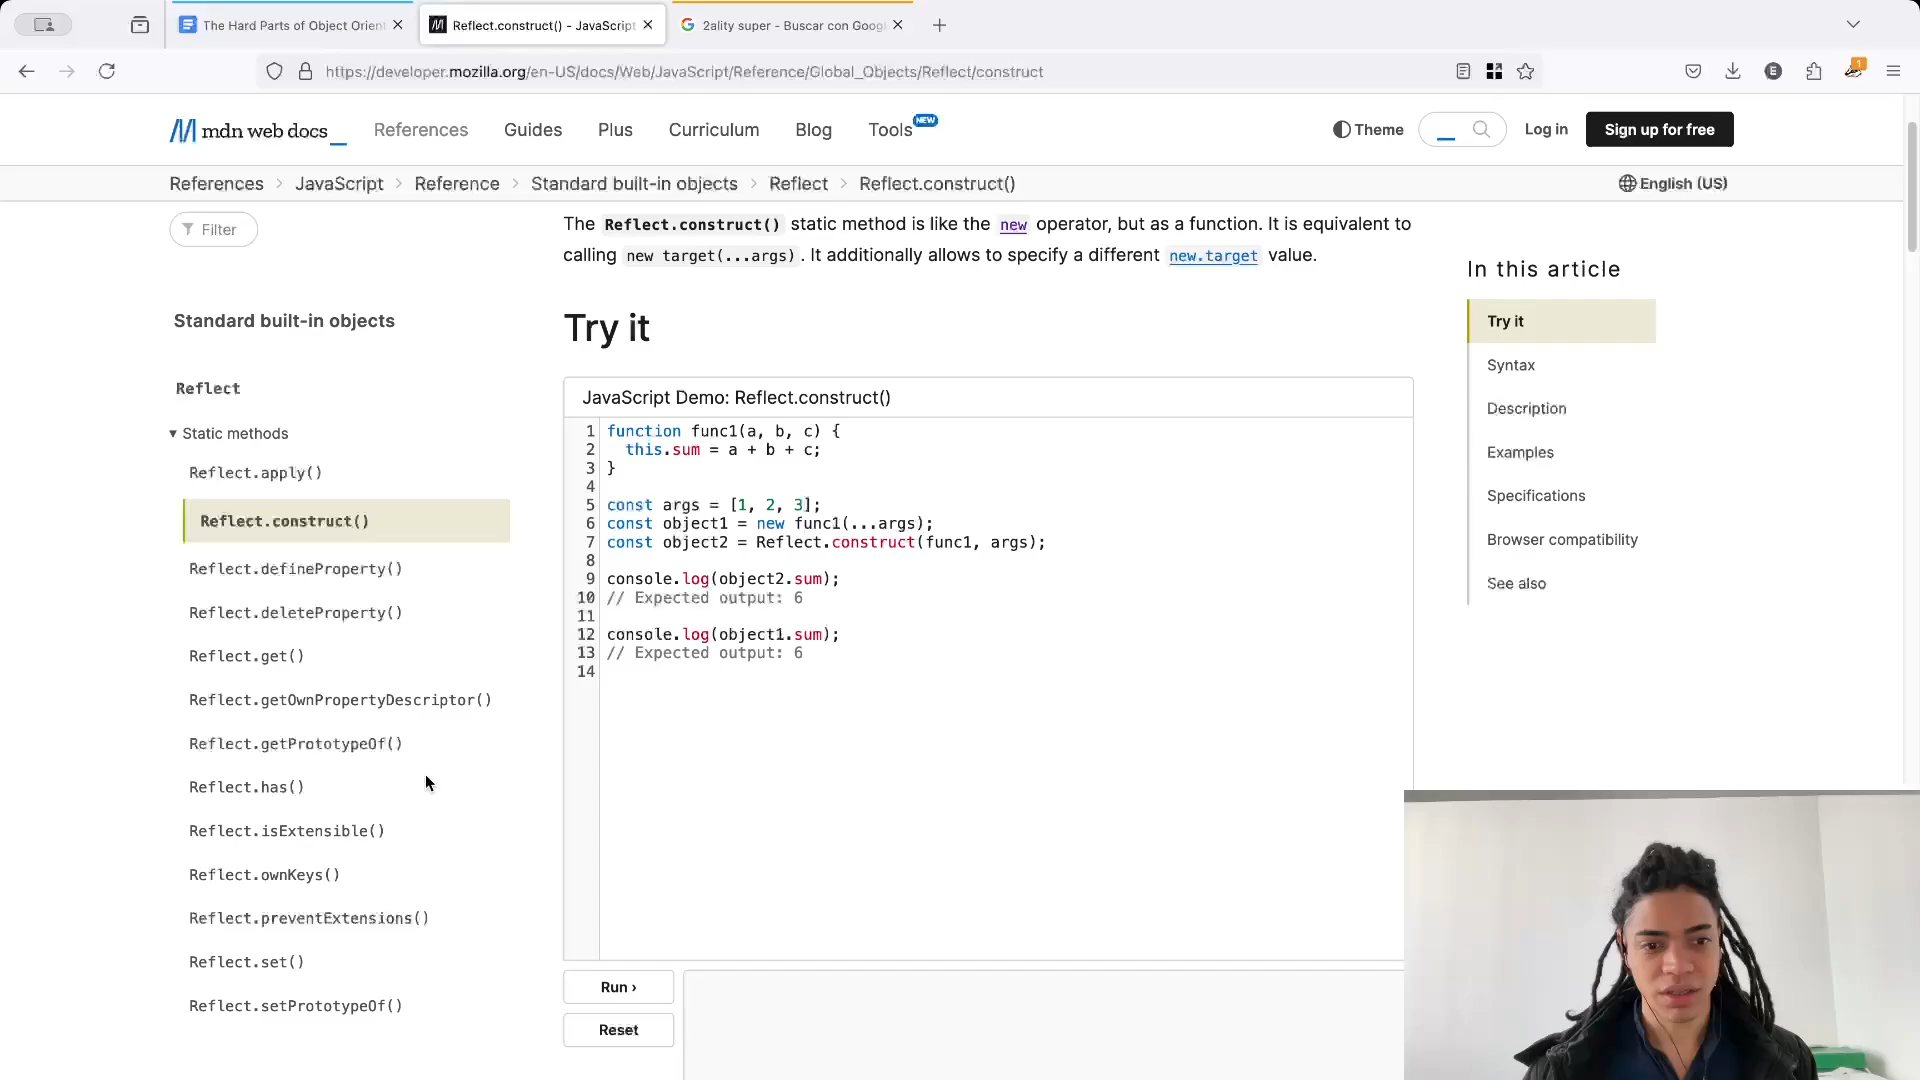 The Hard Parts of Object Orien
Reflect.construct() - JavaScript
2ality super - Buscar con Goog
https://developer.mozilla.org/en-US/docs/Web/JavaScript/Reference/Global_Objects/Reflect/construct
E
1
mdn web docs_
References
Guides
Plus
Curriculum
Blog
Tools NEW
Theme
Log in
Sign up for free
References > JavaScript > Reference > Standard built-in objects > Reflect > Reflect.construct()
English (US)
Filter
Standard built-in objects
Reflect
▾ Static methods
Reflect.apply()
Reflect.construct()
Reflect.defineProperty()
Reflect.deleteProperty()
Reflect.get()
Reflect.getOwnPropertyDescriptor()
Reflect.getPrototypeOf()
Reflect.has()
Reflect.isExtensible()
Reflect.ownKeys()
Reflect.preventExtensions()
Reflect.set()
Reflect.setPrototypeOf()
The Reflect.construct() static method is like the new operator, but as a function. It is equivalent to
calling new target(...args). It additionally allows to specify a different new.target value.
Try it
JavaScript Demo: Reflect.construct()
1 function func1(a, b, c) {
2   this.sum = a + b + c;
3 }
4
5 const args = [1, 2, 3];
6 const object1 = new func1(...args);
7 const object2 = Reflect.construct(func1, args);
8
9 console.log(object2.sum);
10 // Expected output: 6
11
12 console.log(object1.sum);
13 // Expected output: 6
14
Run ›
Reset
In this article
Try it
Syntax
Description
Examples
Specifications
Browser compatibility
See also